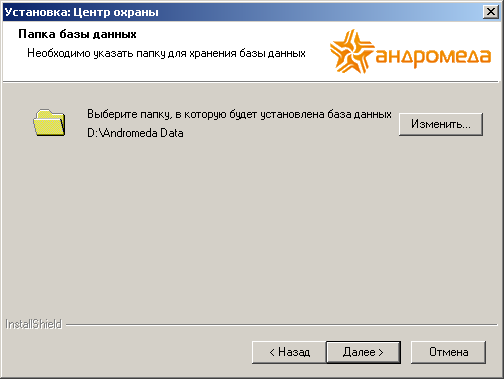 Установка: Центр охраны
Папка базы данных
Необходимо указать папку для хранения базы данных
андромеда
Выберите папку, в которую будет установлена база данных
D:\Andromeda Data
Изменить...
InstallShield
< Назад
Далее >
Отмена